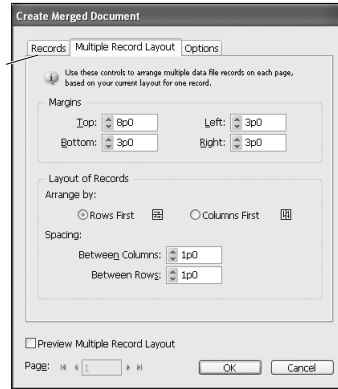 Create Merged Document
Records Multiple Record Layout Options
Use these controls to arrange multiple data file records on each page,
based on your current layout for one record.
Margins
Top: 8p0 Left: 3p0
Bottom: 3p0 Right: 3p0
Layout of Records
Arrange by:
Rows First Columns First
Spacing:
Between Columns: 1p0
Between Rows: 1p0
Preview Multiple Record Layout
Page: 1 OK Cancel